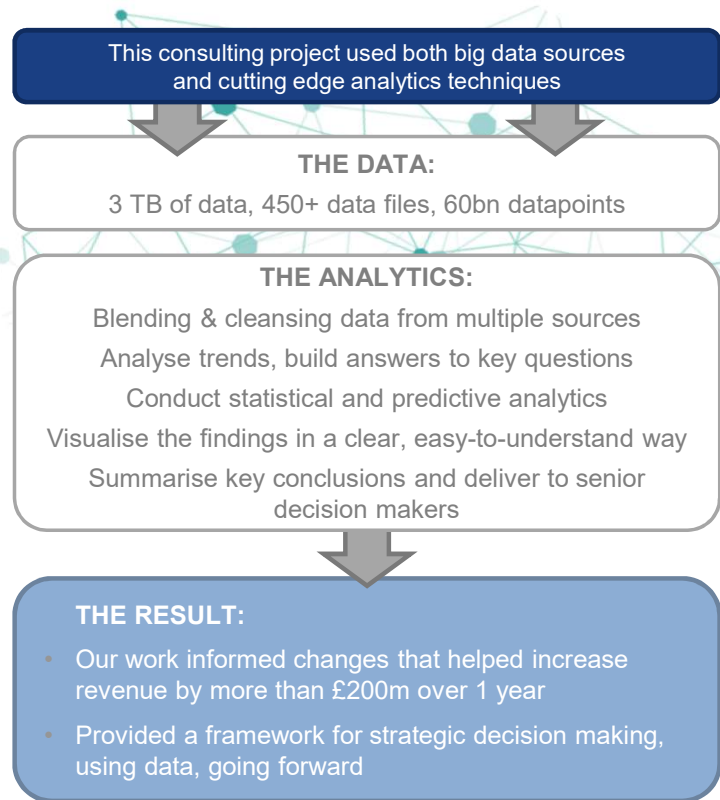 This consulting project used both big data sources
and cutting edge analytics techniques
THE DATA:
3 TB of data, 450+ data files, 60bn datapoints
THE ANALYTICS:
Blending & cleansing data from multiple sources
Analyse trends, build answers to key questions
Conduct statistical and predictive analytics
Visualise the findings in a clear, easy-to-understand way
Summarise key conclusions and deliver to senior
decision makers
THE RESULT:
• Our work informed changes that helped increase
revenue by more than £200m over 1 year
• Provided a framework for strategic decision making,
using data, going forward